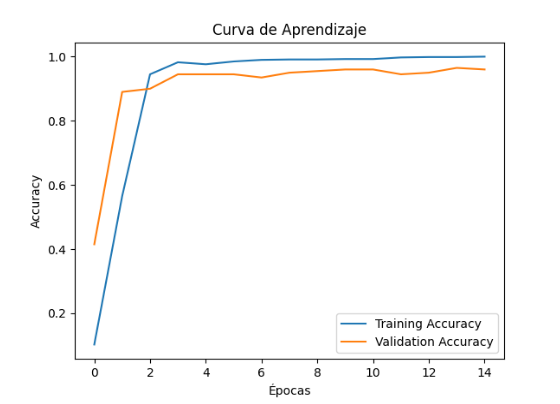 Curva de Aprendizaje
1.0
0.8
0.6
0.4
0.2
Accuracy
Training Accuracy
Validation Accuracy
0 2 4 6 8 10 12 14
Épocas